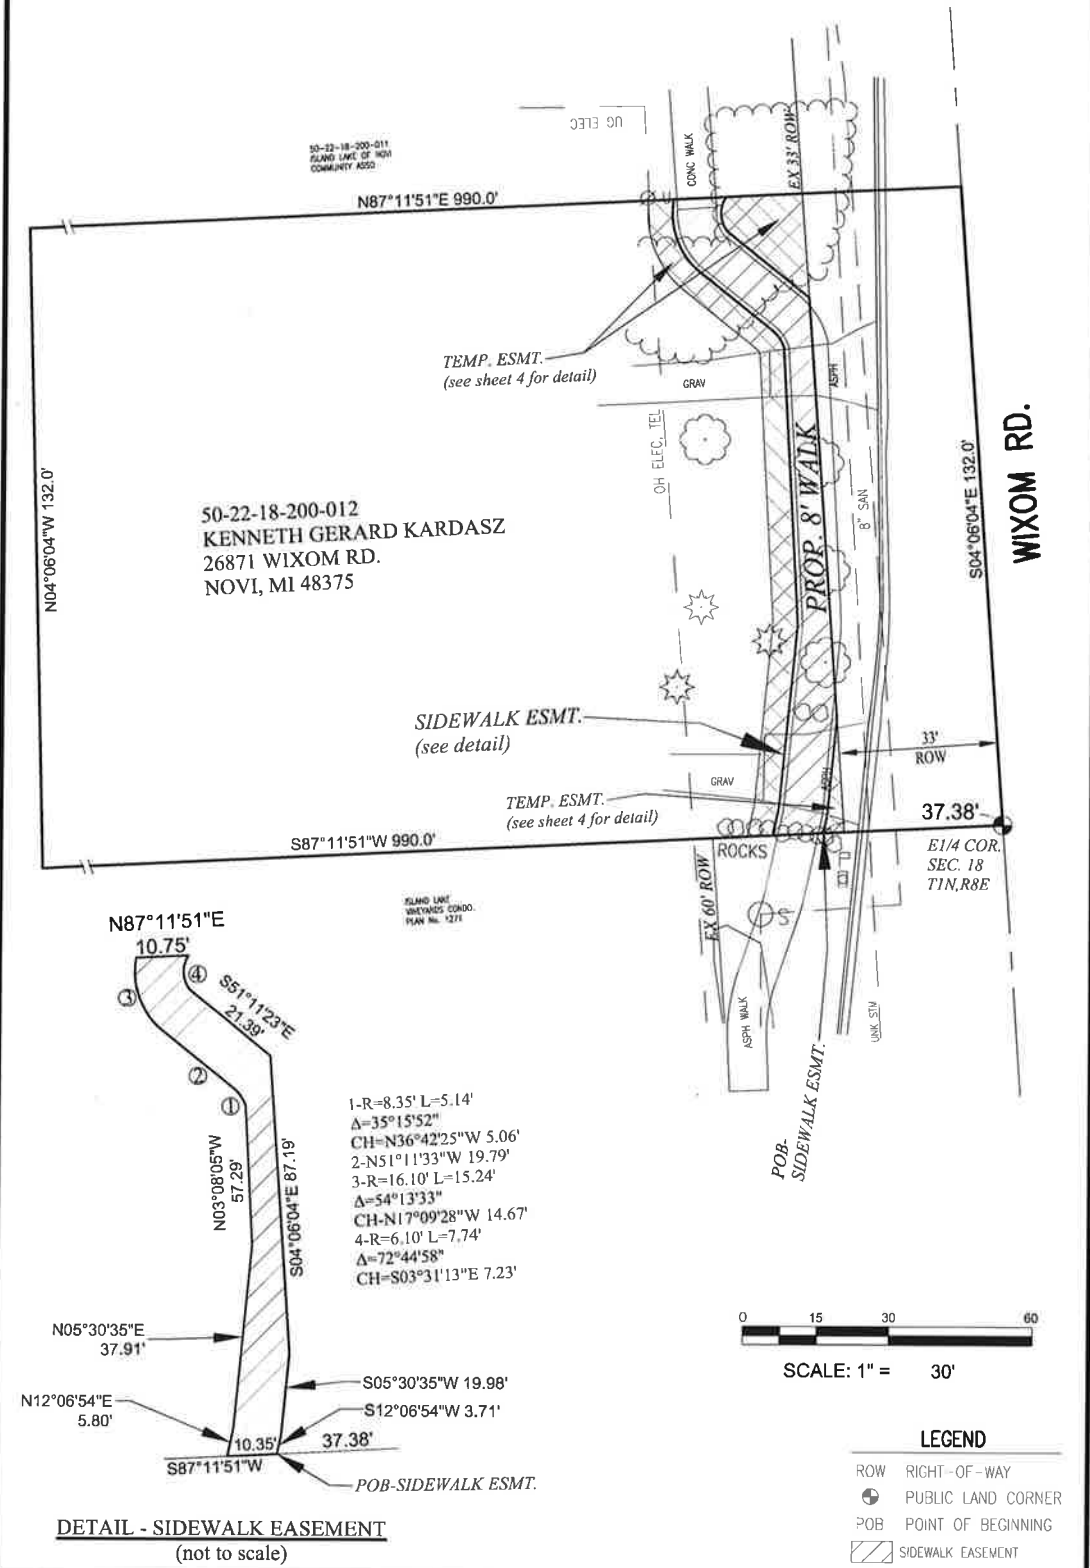 UG ELEC
50-22-18-200-011
ISLAND LAKE OF NOVI
COMMUNITY ASSO
CONC WALK
EX 33' ROW
N87°11'51"E 990.0'
TEMP. ESMT.
(see sheet 4 for detail)
GRAV
ASPH
OH ELEC, TEL
PROP. 8' WALK
8" SAN
WIXOM RD.
S04°06'04"E 132.0'
N04°06'04"W 132.0'
50-22-18-200-012
KENNETH GERARD KARDASZ
26871 WIXOM RD.
NOVI, MI 48375
SIDEWALK ESMT.
(see detail)
33'
ROW
GRAV
ASPH
TEMP. ESMT.
(see sheet 4 for detail)
37.38'
S87°11'51"W 990.0'
ROCKS
E1/4 COR.
SEC. 18
T1N,R8E
EX 60' ROW
S
ASPH WALK
UNK STM
POB-
SIDEWALK ESMT.
ISLAND LAKE
VINEYARDS CONDO.
PLAN No. 1271
N87°11'51"E
10.75'
4
3
S51°11'23"E
21.39'
2
1
N03°08'05"W
57.29'
S04°06'04"E 87.19'
1-R=8.35' L=5.14'
Δ=35°15'52"
CH=N36°42'25"W 5.06'
2-N51°11'33"W 19.79'
3-R=16.10' L=15.24'
Δ=54°13'33"
CH-N17°09'28"W 14.67'
4-R=6.10' L=7.74'
Δ=72°44'58"
CH=S03°31'13"E 7.23'
N05°30'35"E
37.91'
N12°06'54"E
5.80'
S05°30'35"W 19.98'
S12°06'54"W 3.71'
10.35'
37.38'
S87°11'51"W
POB-SIDEWALK ESMT.
DETAIL - SIDEWALK EASEMENT
(not to scale)
0 15 30 60
SCALE: 1" = 30'
LEGEND
ROW RIGHT-OF-WAY
PUBLIC LAND CORNER
POB POINT OF BEGINNING
SIDEWALK EASEMENT